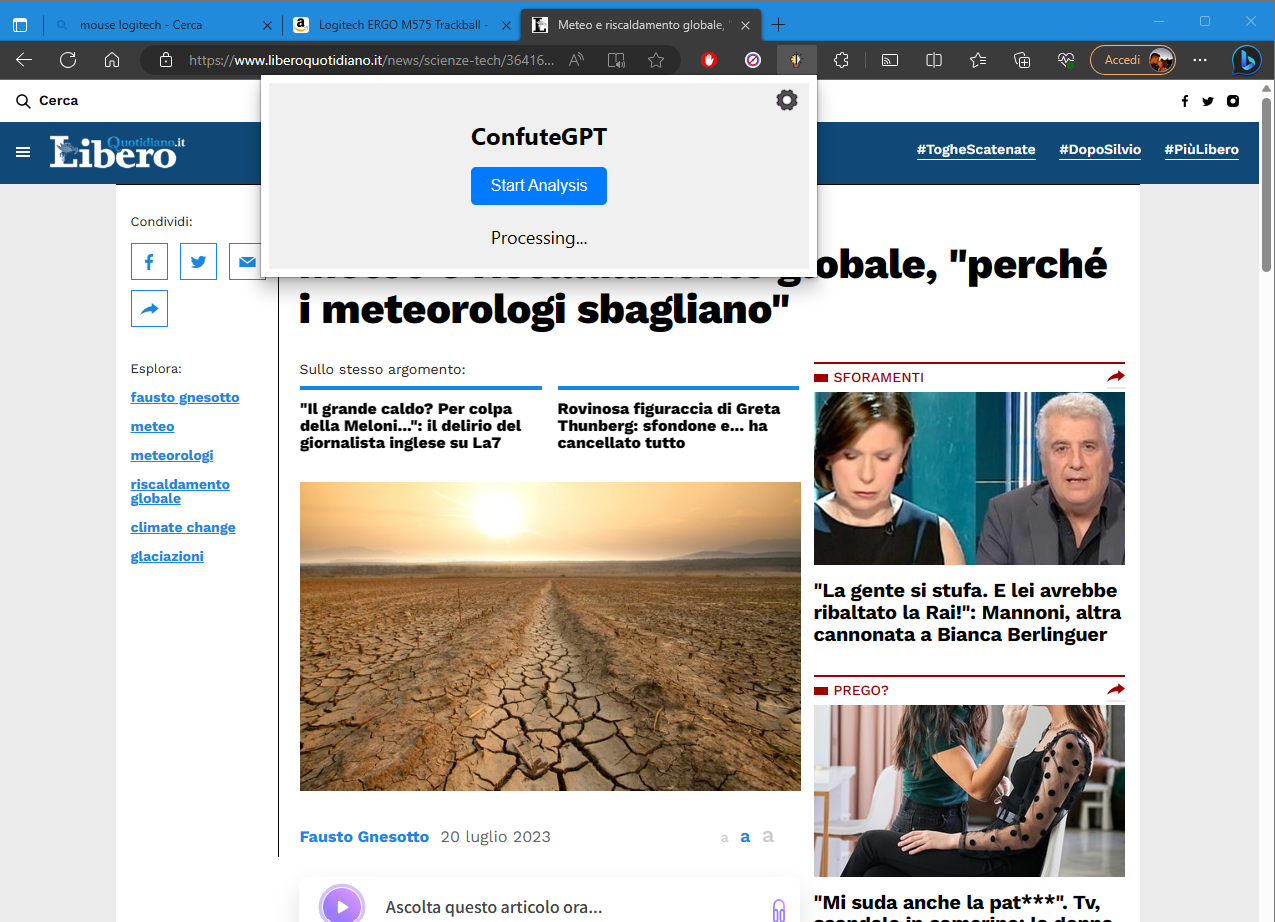 mouse logitech - Cerca
Logitech ERGO M575 Trackball -
Meteo e riscaldamento globale, "
https://www.liberoquotidiano.it/news/scienze-tech/36416...
Accedi
Cerca
Libero
Quotidiano.it
#TogheScatenate
#DopoSilvio
#PiùLibero
ConfuteGPT
Start Analysis
Processing...
Condividi:
globale, "perché
i meteorologi sbagliano"
Esplora:
fausto gnesotto
meteo
meteorologi
riscaldamento
globale
climate change
glaciazioni
Sullo stesso argomento:
"Il grande caldo? Per colpa
della Meloni...": il delirio del
giornalista inglese su La7
Rovinosa figuraccia di Greta
Thunberg: sfondone e... ha
cancellato tutto
Fausto Gnesotto 20 luglio 2023
a a a
Ascolta questo articolo ora...
SFORAMENTI
"La gente si stufa. E lei avrebbe
ribaltato la Rai!": Mannoni, altra
cannonata a Bianca Berlinguer
PREGO?
"Mi suda anche la pat***". Tv,